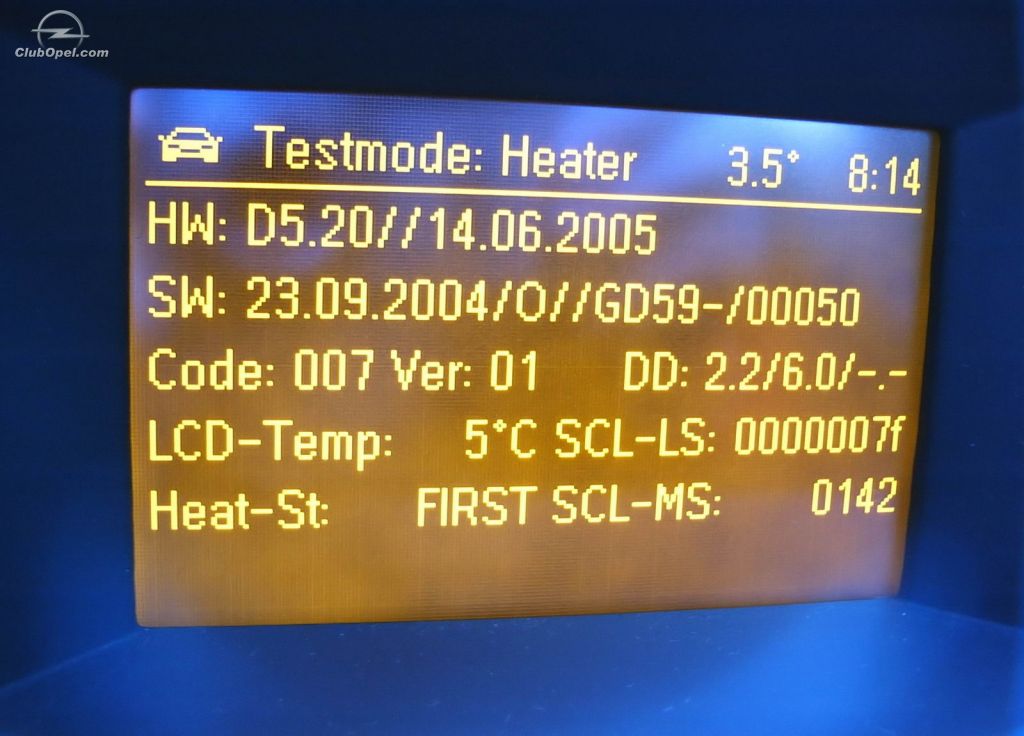 ClubOpel.com
Testmode: Heater 3.5° 8:14
HW: D5.20//14.06.2005
SW: 23.09.2004/O//GD59-/00050
Code: 007 Ver: 01 DD: 2.2/6.0/-.-
LCD-Temp: 5°C SCL-LS: 0000007f
Heat-St: FIRST SCL-MS: 0142